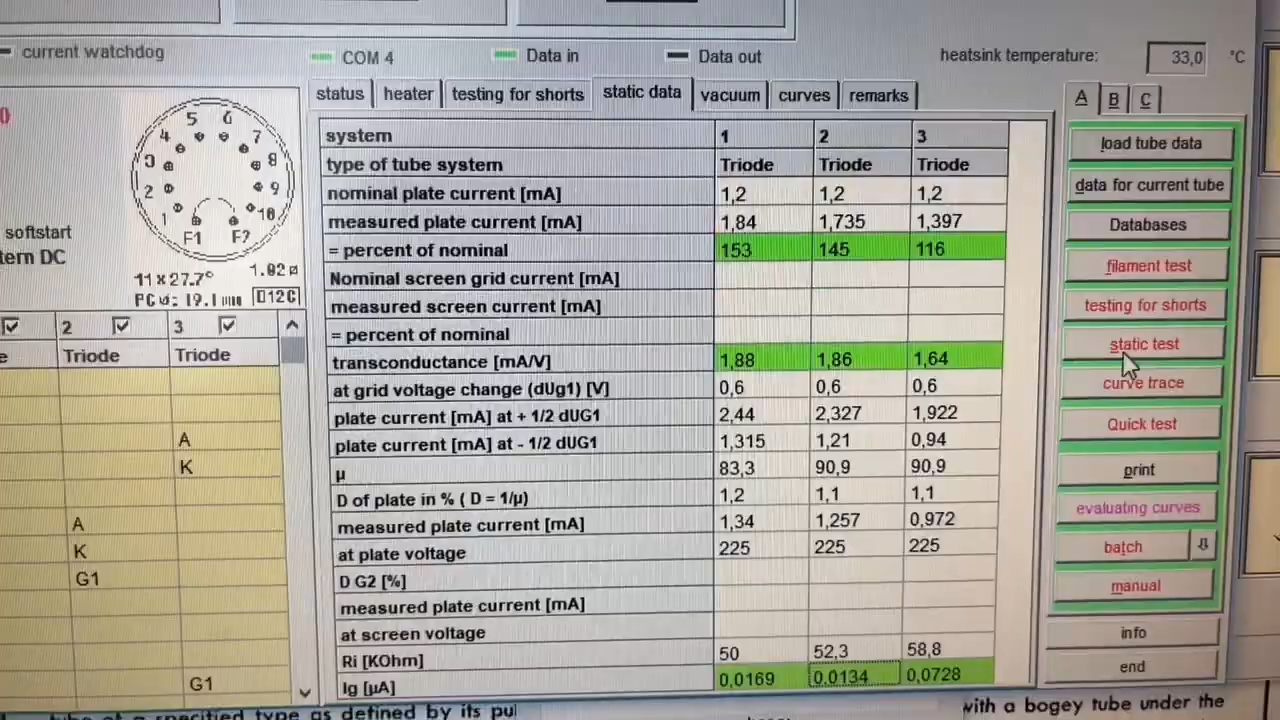 current watchdog
COM 4
Data in
Data out
heatsink temperature: 33,0 °C
status heater testing for shorts static data vacuum curves remarks
A B C
softstart
tern DC
5 6
4 7
3 8
2 9
1 10
F1 F2
11 x 27.7° 1.02
D12C
2 3
Triode Triode
A
K
A
K
G1
G1
system 1 2 3
type of tube system Triode Triode Triode
nominal plate current [mA] 1,2 1,2 1,2
measured plate current [mA] 1,84 1,735 1,397
= percent of nominal 153 145 116
Nominal screen grid current [mA]
measured screen current [mA]
= percent of nominal
transconductance [mA/V] 1,88 1,86 1,64
at grid voltage change (dUg1) [V] 0,6 0,6 0,6
plate current [mA] at + 1/2 dUG1 2,44 2,327 1,922
plate current [mA] at - 1/2 dUG1 1,315 1,21 0,94
µ 83,3 90,9 90,9
D of plate in % ( D = 1/µ) 1,2 1,1 1,1
measured plate current [mA] 1,34 1,257 0,972
at plate voltage 225 225 225
D G2 [%]
measured plate current [mA]
at screen voltage
Ri [KOhm] 50 52,3 58,8
Ig [µA] 0,0169 0,0134 0,0728
load tube data
data for current tube
Databases
filament test
testing for shorts
static test
curve trace
Quick test
print
evaluating curves
batch
manual
info
end
of a specified type as defined by its
with a bogey tube under the